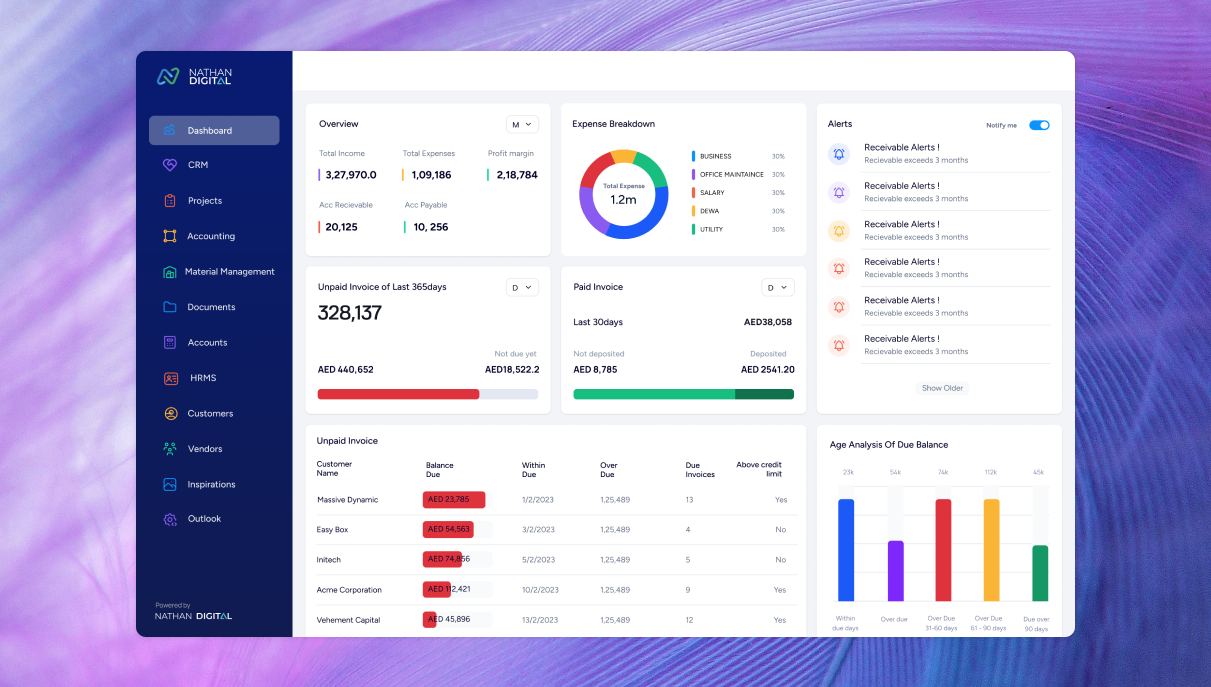 NATHAN
DIGITAL
Dashboard
CRM
Projects
Accounting
Material Management
Documents
Accounts
HRMS
Customers
Vendors
Inspirations
Outlook
Powered by
NATHAN DIGITAL
Overview
M
Total Income
Total Expenses
Profit margin
3,27,970.0
1,09,186
2,18,784
Acc Recievable
Acc Payable
20,125
10, 256
Expense Breakdown
Total Expense
1.2m
BUSINESS 30%
OFFICE MAINTAINCE 30%
SALARY 30%
DEWA 30%
UTILITY 30%
Alerts
Notify me
Receivable Alerts !
Recievable exceeds 3 months
Receivable Alerts !
Recievable exceeds 3 months
Receivable Alerts !
Recievable exceeds 3 months
Receivable Alerts !
Recievable exceeds 3 months
Receivable Alerts !
Recievable exceeds 3 months
Receivable Alerts !
Recievable exceeds 3 months
Show Older
Unpaid Invoice of Last 365days
D
328,137
Not due yet
AED 440,652
AED18,522.2
Paid Invoice
D
Last 30days
AED38,058
Not deposited
Deposited
AED 8,785
AED 2541.20
Unpaid Invoice
Customer
Name
Balance
Due
Within
Due
Over
Due
Due
Invoices
Above credit
limit
Massive Dynamic AED 23,785 1/2/2023 1,25,489 13 Yes
Easy Box AED 54,563 3/2/2023 1,25,489 4 No
Initech AED 74,856 5/2/2023 1,25,489 5 No
Acme Corporation AED 112,421 10/2/2023 1,25,489 9 Yes
Vehement Capital AED 45,896 13/2/2023 1,25,489 12 Yes
Age Analysis Of Due Balance
23k 54k 74k 112k 45k
Within
due days
Over due
Over Due
31-60 days
Over Due
61 - 90 days
Due over
90 days